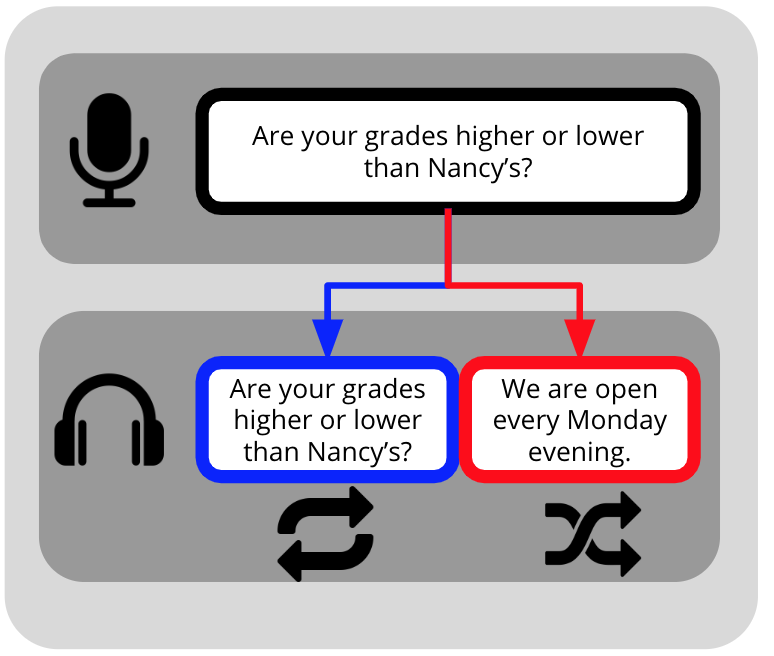 Are your grades higher or lower
than Nancy’s?
Are your grades
higher or lower
than Nancy’s?
We are open
every Monday
evening.